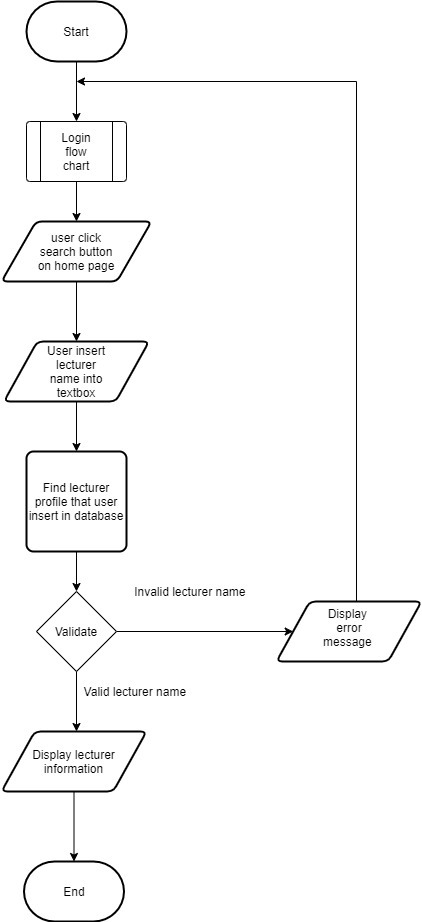 Start
Login
flow
chart
user click
search button
on home page
User insert
lecturer
name into
textbox
Find lecturer
profile that user
insert in database
Invalid lecturer name
Validate
Display
error
message
Valid lecturer name
Display lecturer
information
End